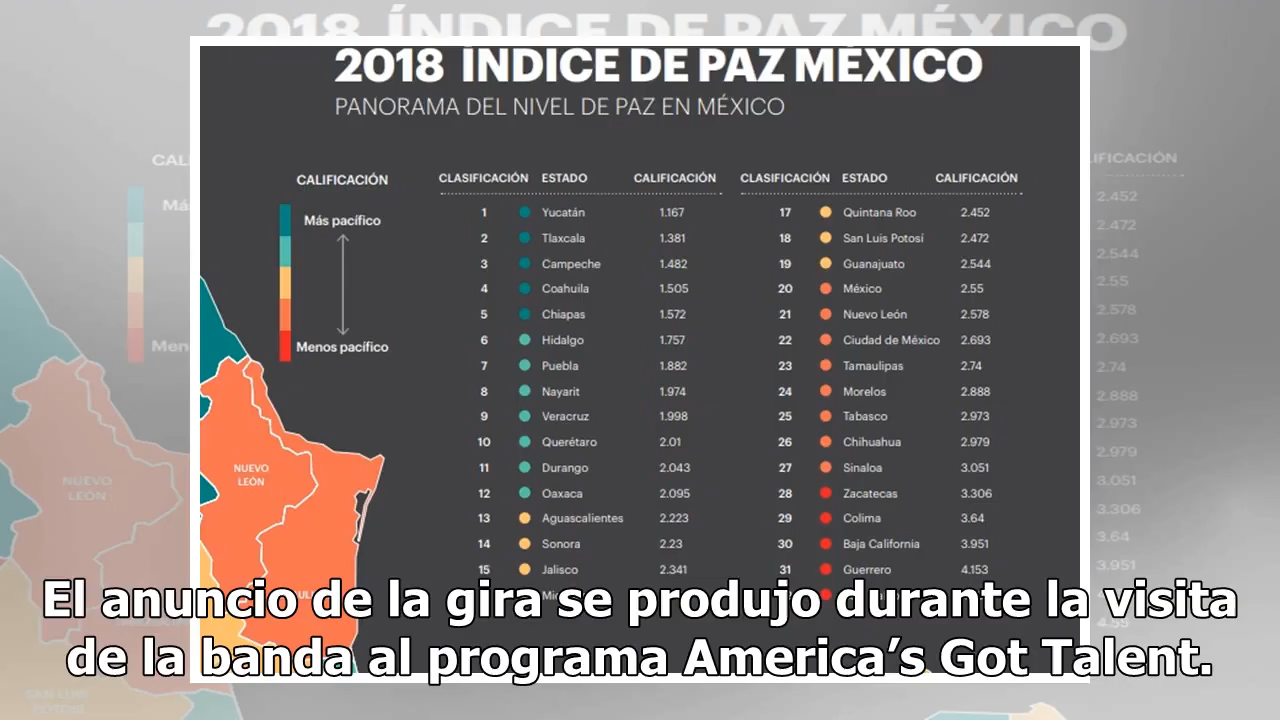 2018 ÍNDICE DE PAZ MÉXICO
PANORAMA DEL NIVEL DE PAZ EN MÉXICO
CALIFICACIÓN
Más pacífico
Menos pacífico
CLASIFICACIÓN ESTADO CALIFICACIÓN
1 Yucatán 1.167
2 Tlaxcala 1.381
3 Campeche 1.482
4 Coahuila 1.505
5 Chiapas 1.572
6 Hidalgo 1.757
7 Puebla 1.882
8 Nayarit 1.974
9 Veracruz 1.998
10 Querétaro 2.01
11 Durango 2.043
12 Oaxaca 2.095
13 Aguascalientes 2.223
14 Sonora 2.23
15 Jalisco 2.341
CLASIFICACIÓN ESTADO CALIFICACIÓN
17 Quintana Roo 2.452
18 San Luis Potosí 2.472
19 Guanajuato 2.544
20 México 2.55
21 Nuevo León 2.578
22 Ciudad de México 2.693
23 Tamaulipas 2.74
24 Morelos 2.888
25 Tabasco 2.973
26 Chihuahua 2.979
27 Sinaloa 3.051
28 Zacatecas 3.306
29 Colima 3.64
30 Baja California 3.951
31 Guerrero 4.153
NUEVO
LEÓN
El anuncio de la gira se produjo durante la visita
de la banda al programa America’s Got Talent.